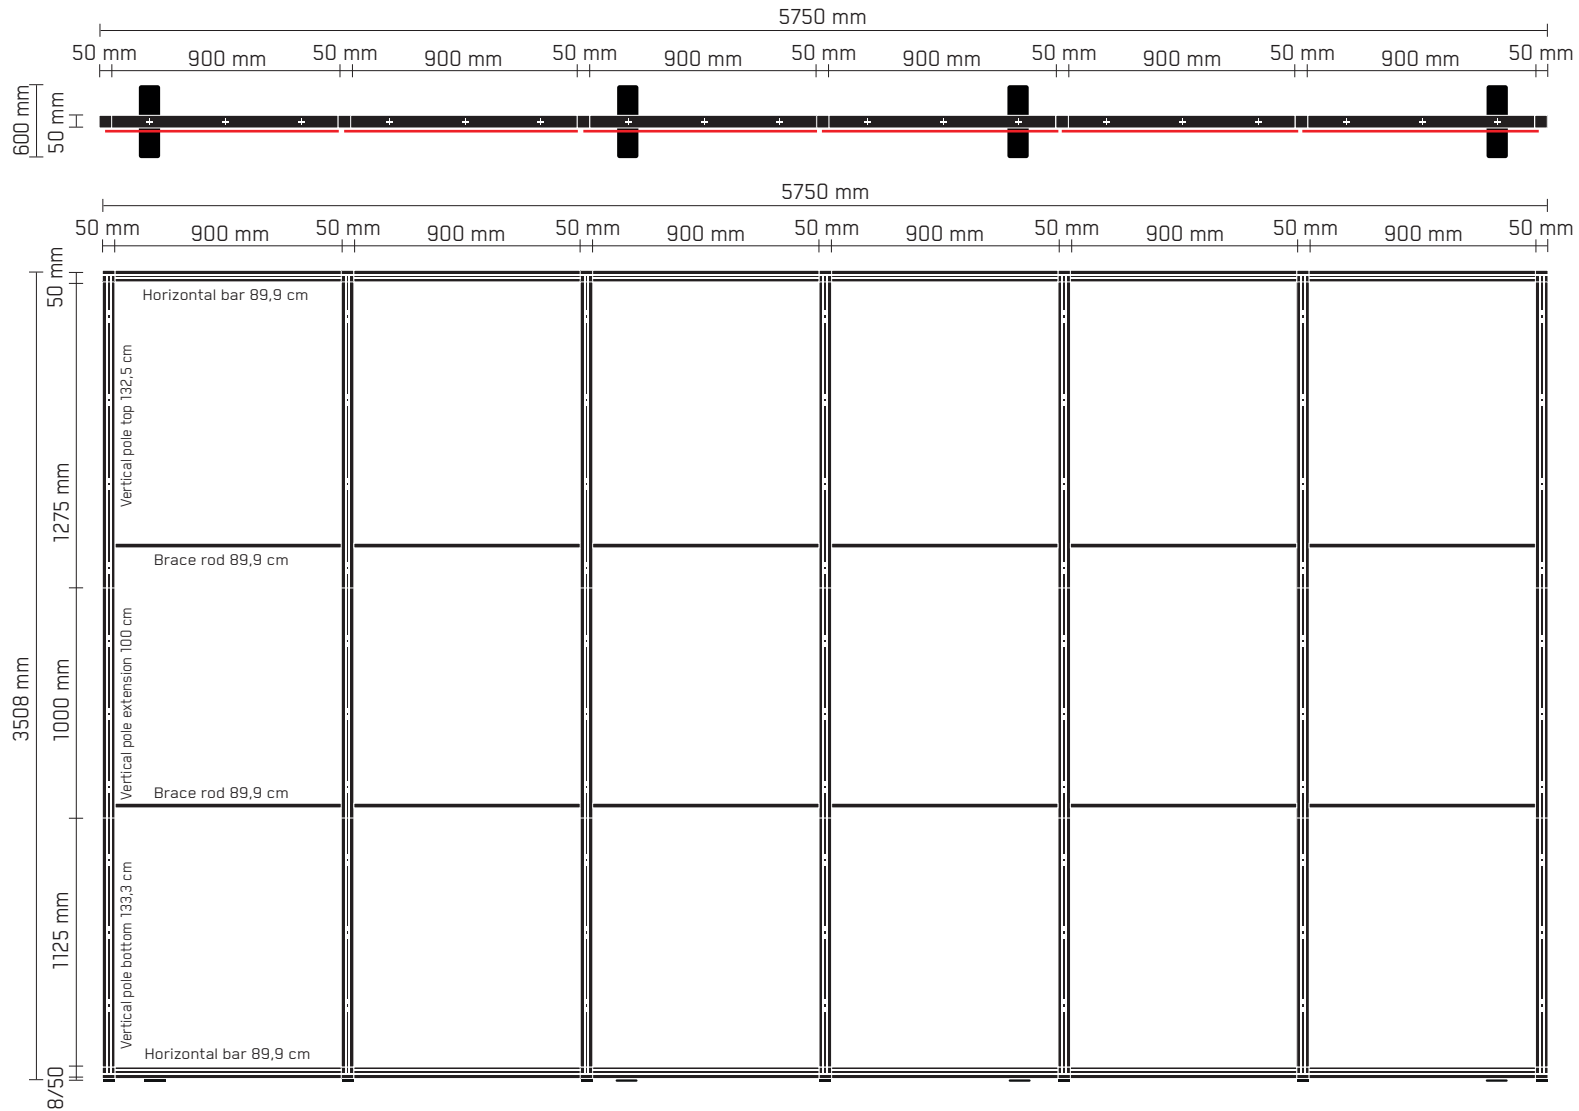 5750 mm
50 mm 900 mm 50 mm 900 mm 50 mm 900 mm 50 mm 900 mm 50 mm 900 mm 50 mm 900 mm 50 mm
600 mm
50 mm
5750 mm
50 mm 900 mm 50 mm 900 mm 50 mm 900 mm 50 mm 900 mm 50 mm 900 mm 50 mm 900 mm 50 mm
50 mm
Horizontal bar 89,9 cm
Vertical pole top 132,5 cm
1275 mm
Brace rod 89,9 cm
3508 mm
1000 mm
Vertical pole extension 100 cm
Brace rod 89,9 cm
1125 mm
Vertical pole bottom 133,3 cm
Horizontal bar 89,9 cm
8/50